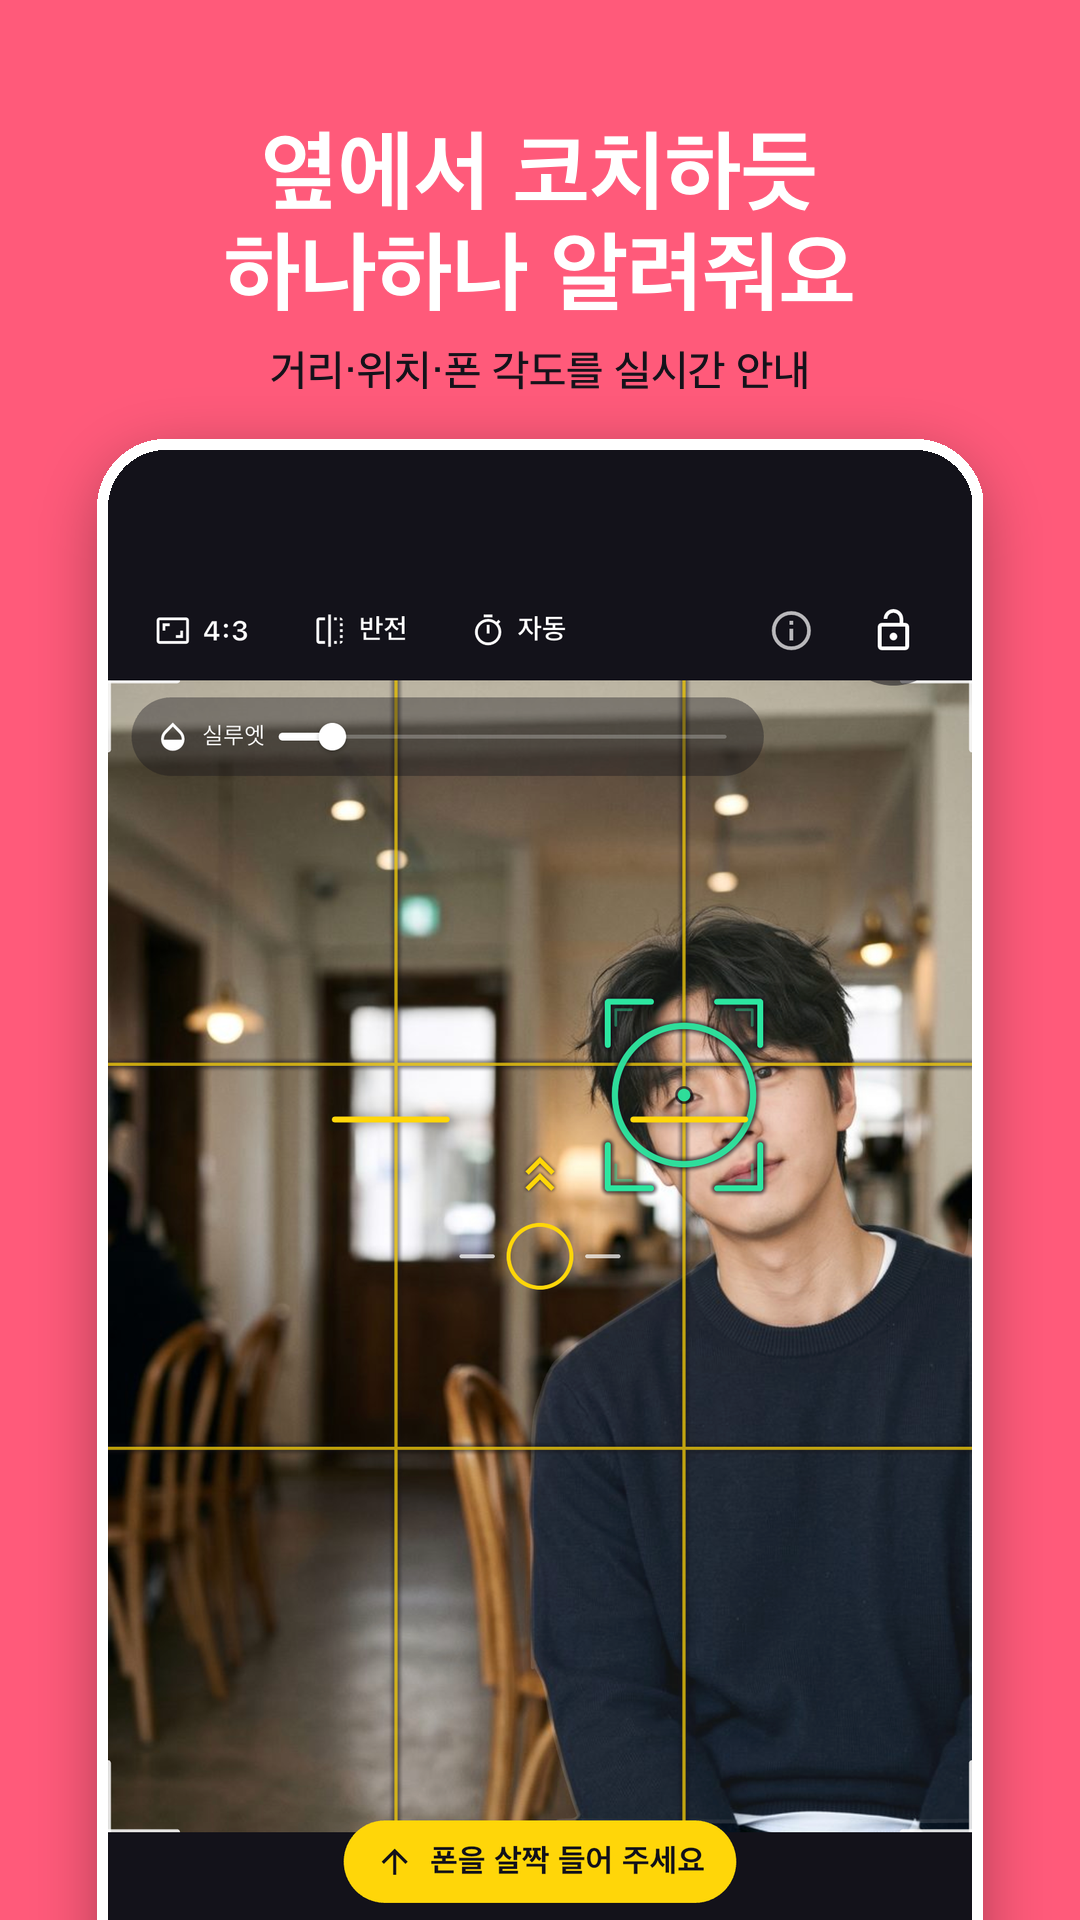 옆에서 코치하듯
하나하나 알려줘요
거리·위치·폰 각도를 실시간 안내
4:3 반전 자동
실루엣
폰을 살짝 들어 주세요